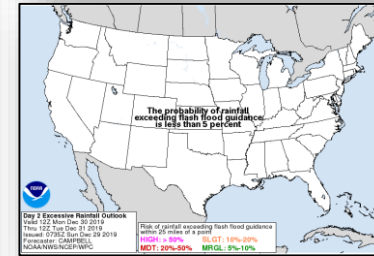 The probability of rainfall
exceeding flash flood guidance
is less than 5 percent
noaa
Day 2 Excessive Rainfall Outlook
Valid 12Z Mon Dec 30 2019
Thru 12Z Tue Dec 31 2019
Issued: 0735Z Sun Dec 29 2019
Forecaster: CAMPBELL
NOAA/NWS/NCEP/WPC
Risk of rainfall exceeding flash flood guidance
within 25 miles of a point
HIGH: > 50% SLGT: 10%-20%
MDT: 20%-50% MRGL: 5%-10%